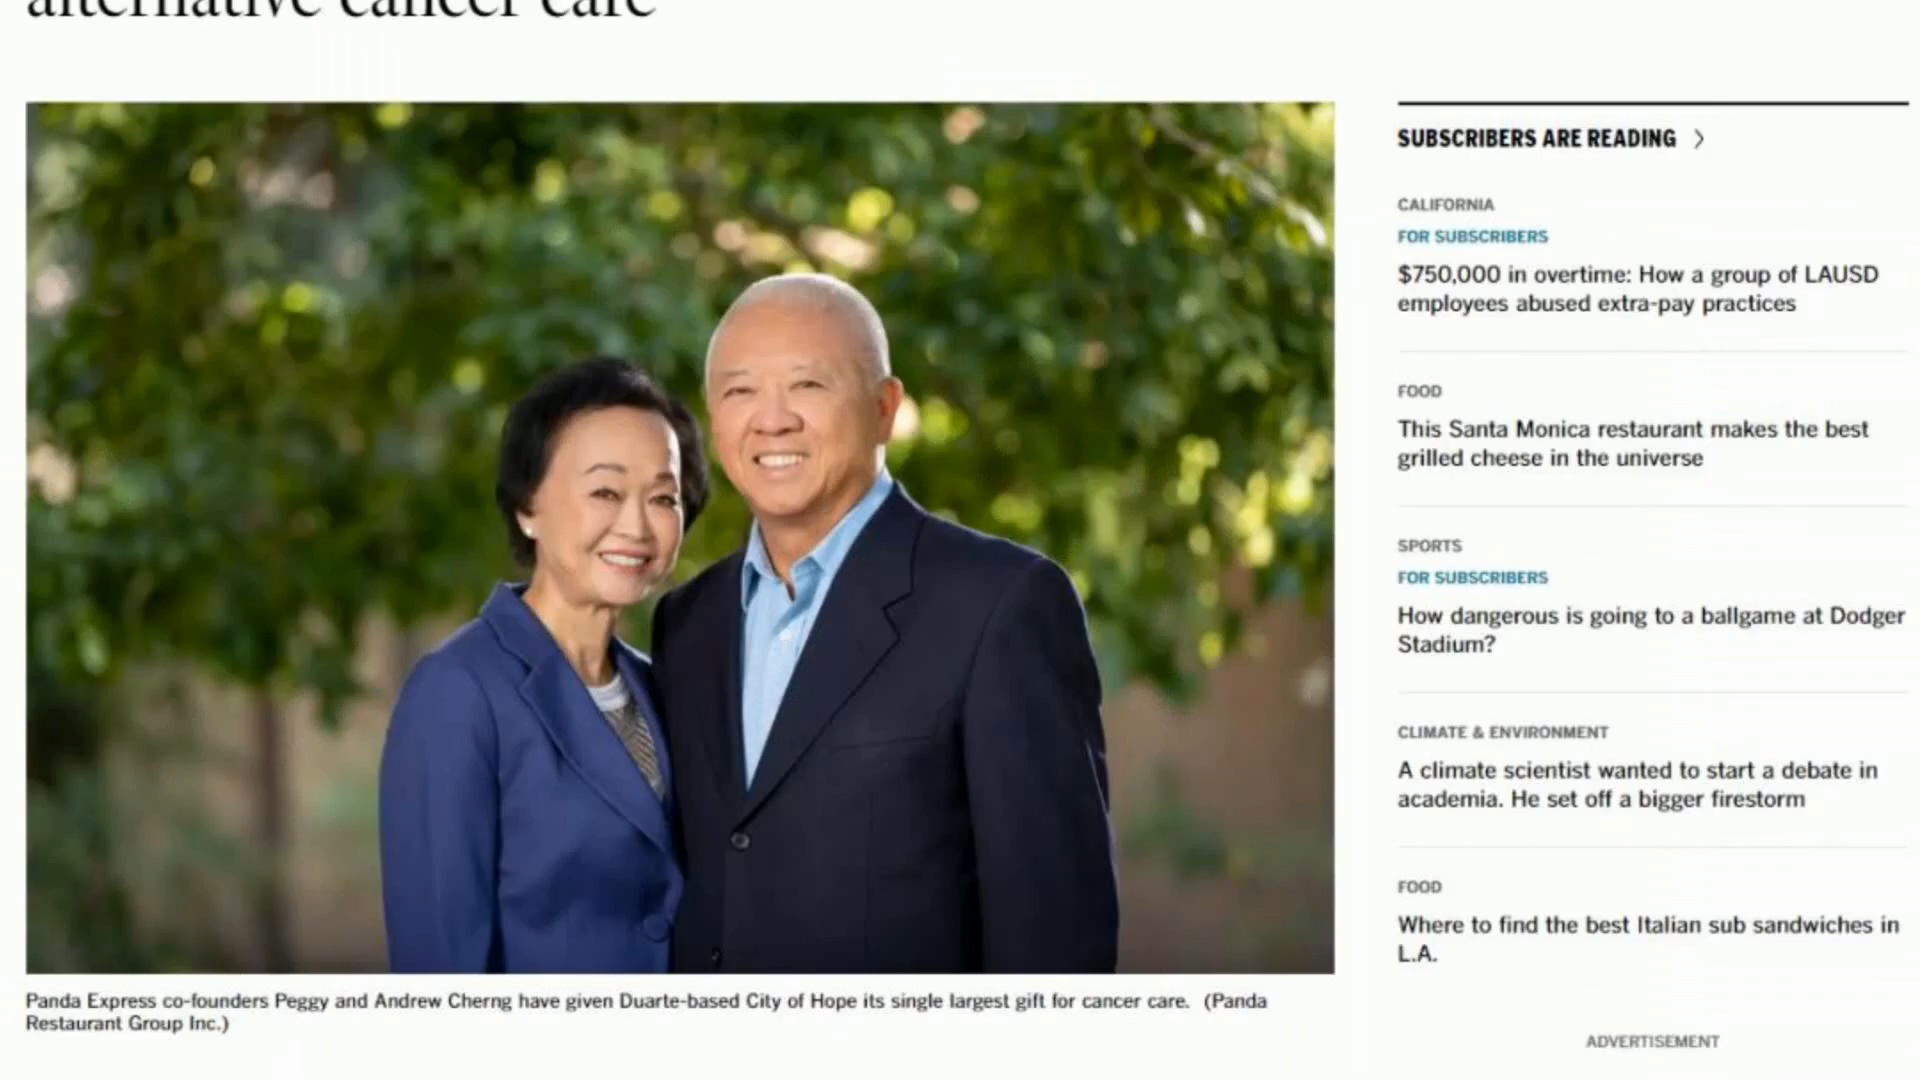 alternative cancer care
SUBSCRIBERS ARE READING
CALIFORNIA
FOR SUBSCRIBERS
$750,000 in overtime: How a group of LAUSD
employees abused extra-pay practices
FOOD
This Santa Monica restaurant makes the best
grilled cheese in the universe
SPORTS
FOR SUBSCRIBERS
How dangerous is going to a ballgame at Dodger
Stadium?
CLIMATE & ENVIRONMENT
A climate scientist wanted to start a debate in
academia. He set off a bigger firestorm
FOOD
Where to find the best Italian sub sandwiches in
L.A.
Panda Express co-founders Peggy and Andrew Cherng have given Duarte-based City of Hope its single largest gift for cancer care. (Panda
Restaurant Group Inc.)
ADVERTISEMENT